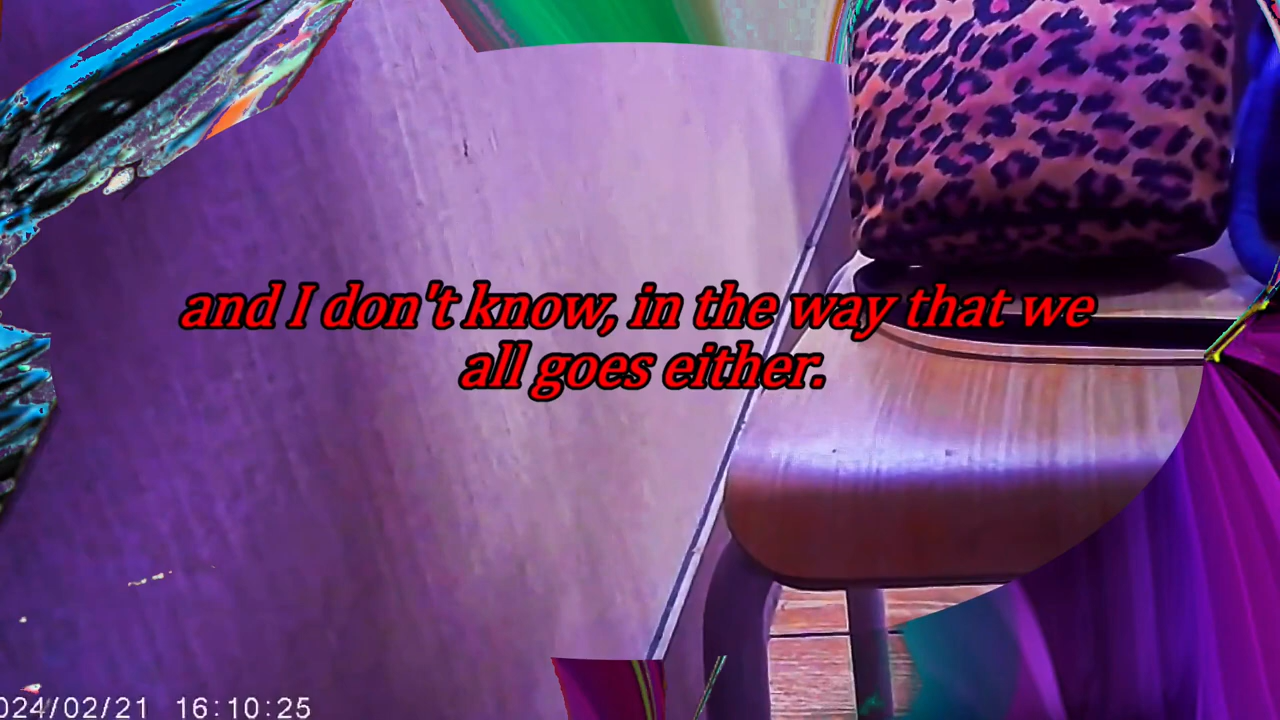 and I don't know, in the way that we
all goes either.
024/02/21 16:10:25